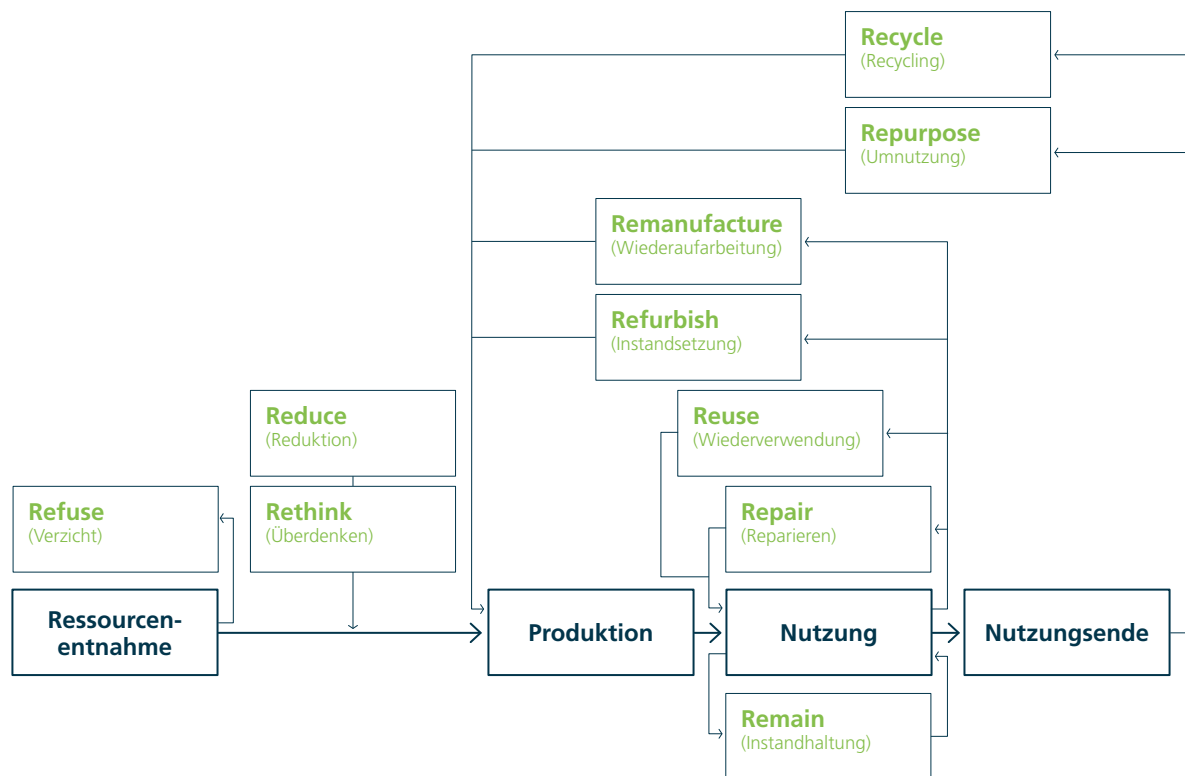 Recycle
(Recycling)
Repurpose
(Umnutzung)
Remanufacture
(Wiederaufarbeitung)
Refurbish
(Instandsetzung)
Reduce
(Reduktion)
Reuse
(Wiederverwendung)
Refuse
(Verzicht)
Rethink
(Überdenken)
Repair
(Reparieren)
Ressourcen-
entnahme
Produktion
Nutzung
Nutzungsende
Remain
(Instandhaltung)